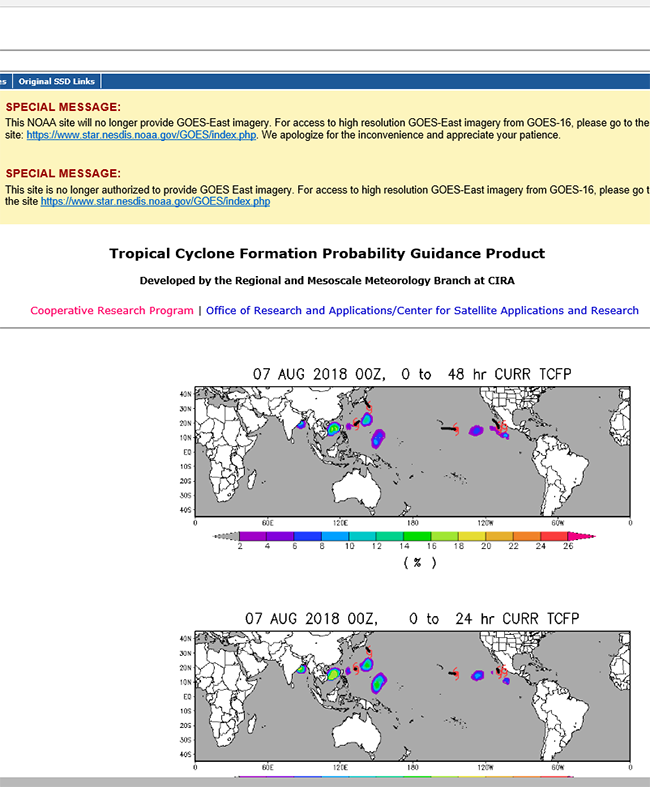 es | Original SSD Links |
SPECIAL MESSAGE:
This NOAA site will no longer provide GOES-East imagery. For access to high resolution GOES-East imagery from GOES-16, please go to the
site: https://www.star.nesdis.noaa.gov/GOES/index.php. We apologize for the inconvenience and appreciate your patience.
SPECIAL MESSAGE:
This site is no longer authorized to provide GOES East imagery. For access to high resolution GOES-East imagery from GOES-16, please go t
the site https://www.star.nesdis.noaa.gov/GOES/index.php
Tropical Cyclone Formation Probability Guidance Product
Developed by the Regional and Mesoscale Meteorology Branch at CIRA
Cooperative Research Program | Office of Research and Applications/Center for Satellite Applications and Research
07 AUG 2018 00Z, 0 to 48 hr CURR TCFP
40N
30N
20N
10N
EQ
10S
20S
30S
40S
0 60E 120E 180 120W 60W 0
2 4 6 8 10 12 14 16 18 20 22 24 26
( % )
07 AUG 2018 00Z, 0 to 24 hr CURR TCFP
40N
30N
20N
10N
EQ
10S
20S
30S
40S
0 60E 120E 180 120W 60W 0